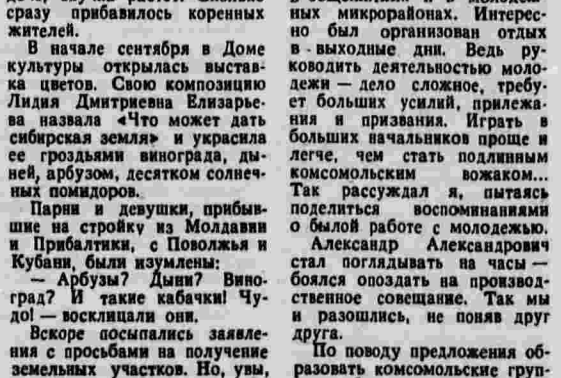 сразу прибавилось коренных
жителей.
В начале сентября в Доме
культуры открылась выстав-
ка цветов. Свою композицию
Лидия Дмитриевна Елизарье-
ва назвала «Что может дать
сибирская земля» и украсила
ее гроздьями винограда, ды-
ней, арбузом, десятком солнеч-
ных помидоров.
Парни и девушки, прибыв-
шие на стройку из Молдавии
и Прибалтики, с Поволжья и
Кубани, были изумлены:
— Арбузы? Дыни? Вино-
град? И такие кабачки! Чу-
до! — восклицали они.
Вскоре посыпались заявле-
ния с просьбами на получение
земельных участков. Но, увы,
ных микрорайонах. Интерес-
но был организован отдых
в выходные дни. Ведь ру-
ководить деятельностью моло-
дежи — дело сложное, требу-
ет больших усилий, прилежа-
ния и призвания. Играть в
больших начальников проще и
легче, чем стать подлинным
комсомольским вожаком...
Так рассуждал я, пытаясь
поделиться воспоминаниями
о былой работе с молодежью.
Александр Александрович
стал поглядывать на часы —
боялся опоздать на производ-
ственное совещание. Так мы
и разошлись, не поняв друг
друга.
По поводу предложения об-
разовать комсомольские груп-